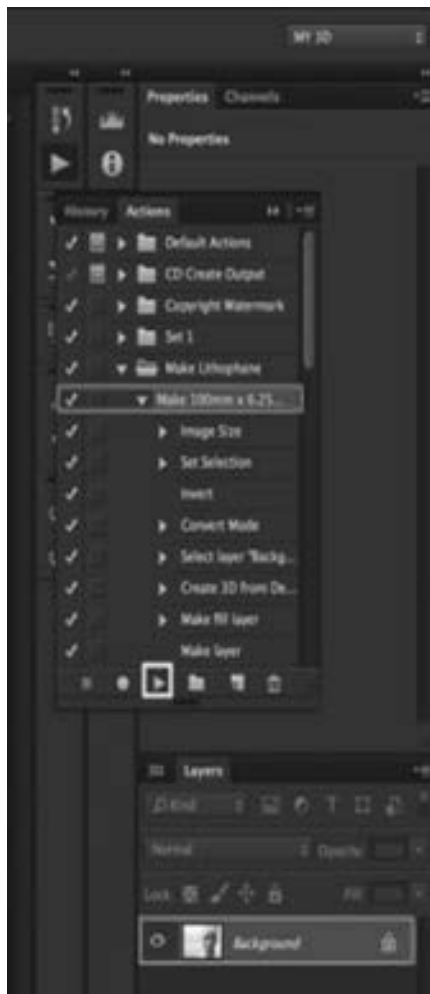 MY 3D
Properties Channels
No Properties
History Actions
Default Actions
CD Create Output
Copyright Watermark
Set 1
Make Lithophane
Make 100mm x 6.25...
Image Size
Set Selection
Invert
Convert Mode
Select layer "Backg...
Create 3D from De...
Make fill layer
Make layer
3D Layers
Kind
Normal Opacity:
Lock: Fill:
Background